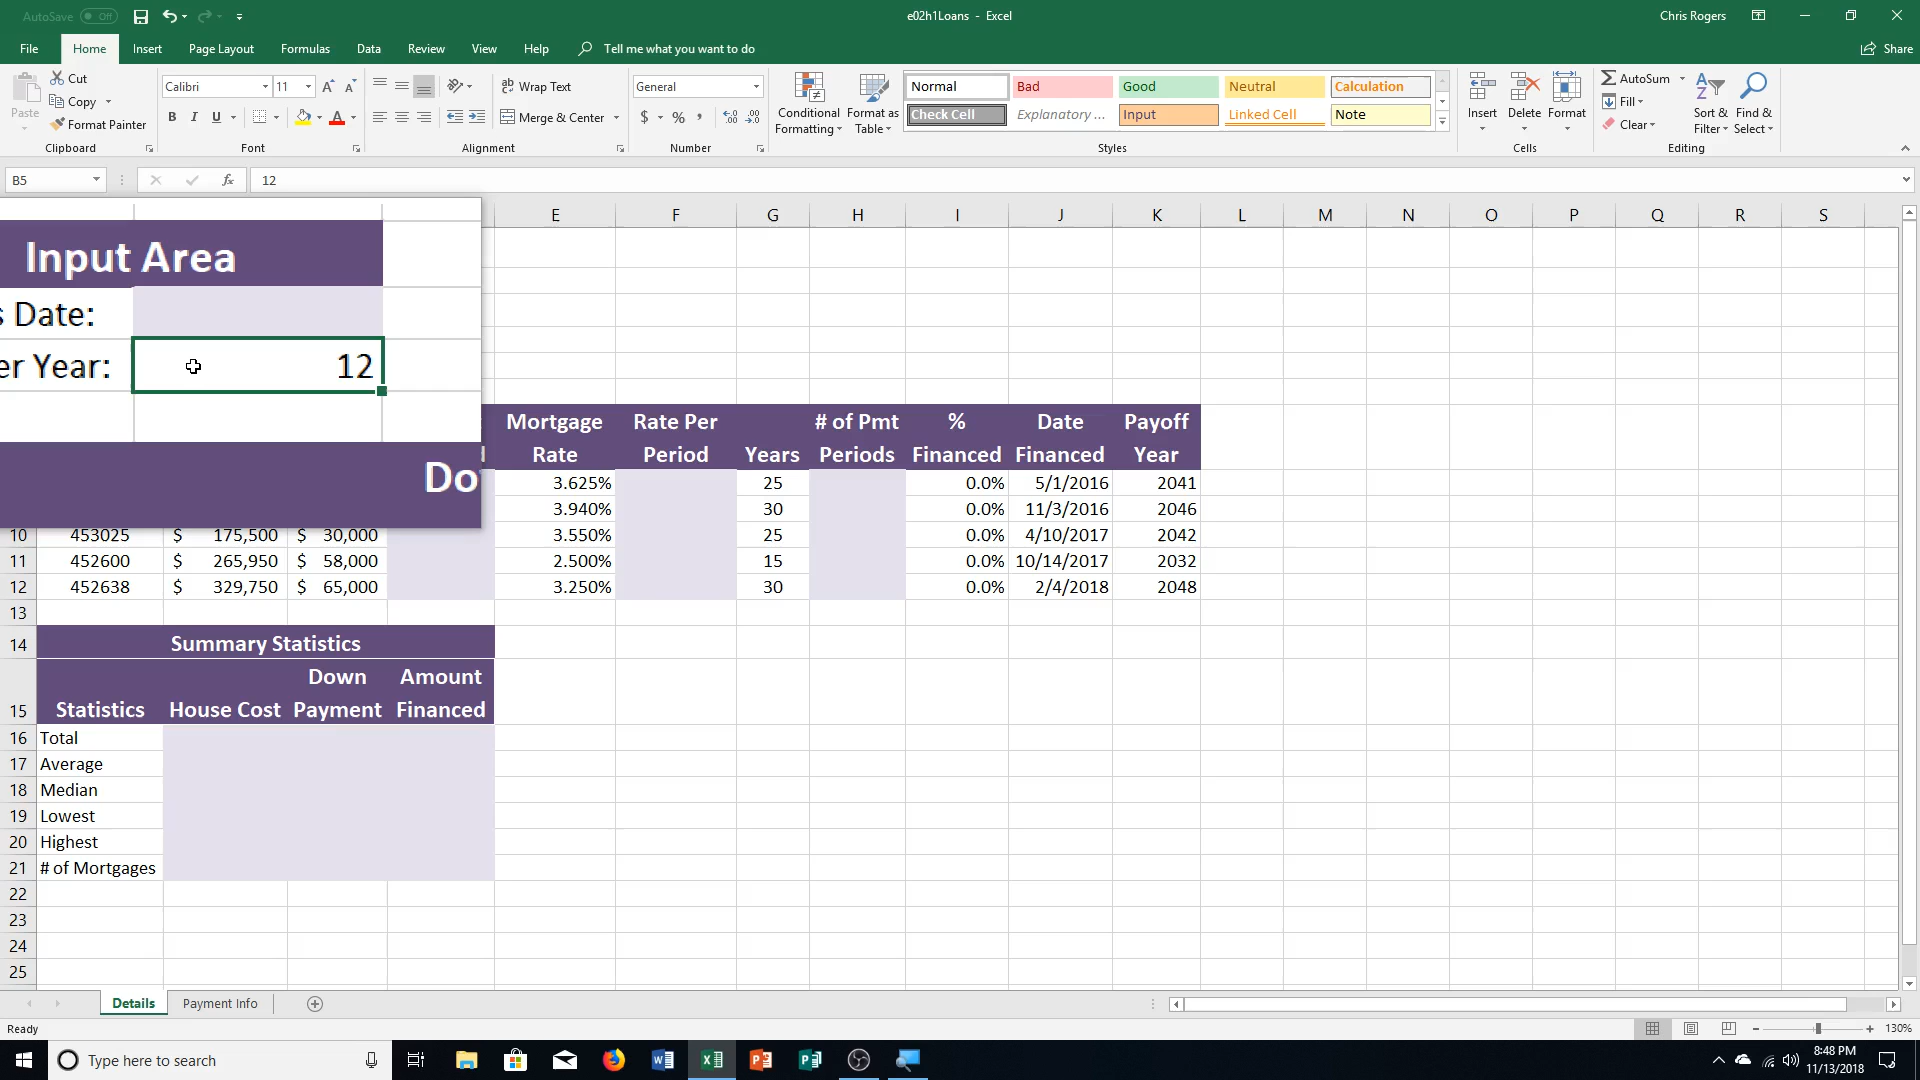 AutoSave Off
e02h1Loans - Excel
Chris Rogers
File Home Insert Page Layout Formulas Data Review View Help Tell me what you want to do Share
Paste
Cut
Copy
Format Painter
Clipboard
Calibri 11
B I U
Font
Wrap Text
Merge & Center
Alignment
General
$ % ,
Number
Conditional Formatting
Format as Table
Normal Bad Good Neutral Calculation
Check Cell Explanatory ... Input Linked Cell Note
Styles
Insert Delete Format
Cells
AutoSum
Fill
Clear
Sort & Filter
Find & Select
Editing
B5 fx 12
E F G H I J K L M N O P Q R S
Input Area
s Date:
er Year: 12
Do
Mortgage Rate Per # of Pmt % Date Payoff
Rate Period Years Periods Financed Financed Year
3.625% 25 0.0% 5/1/2016 2041
3.940% 30 0.0% 11/3/2016 2046
10 453025 $ 175,500 $ 30,000 3.550% 25 0.0% 4/10/2017 2042
11 452600 $ 265,950 $ 58,000 2.500% 15 0.0% 10/14/2017 2032
12 452638 $ 329,750 $ 65,000 3.250% 30 0.0% 2/4/2018 2048
13
14 Summary Statistics
Down Amount
15 Statistics House Cost Payment Financed
16 Total
17 Average
18 Median
19 Lowest
20 Highest
21 # of Mortgages
22
23
24
25
Details Payment Info
Ready
130%
Type here to search
8:48 PM
11/13/2018